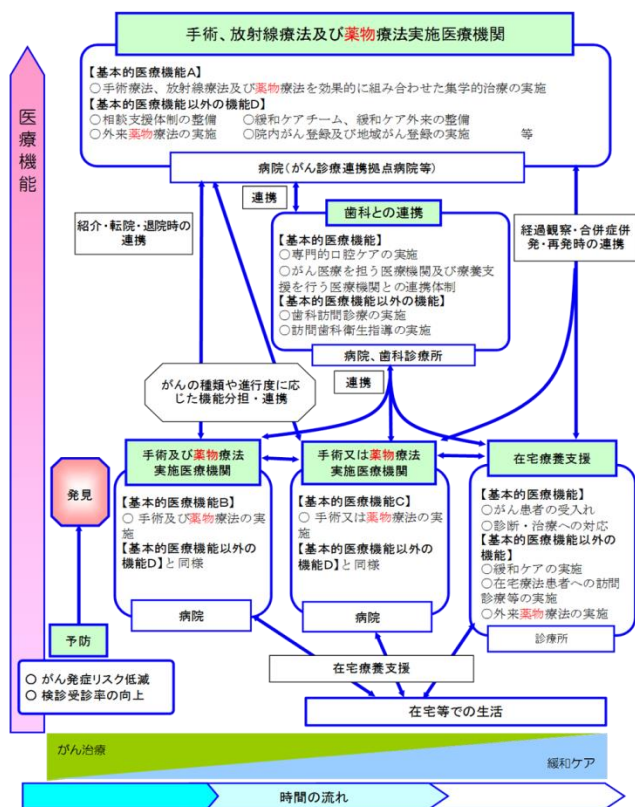 手術、放射線療法及び薬物療法実施医療機関
【基本的医療機能A】
○手術療法、放射線療法及び薬物療法を効果的に組み合わせた集学的治療の実施
【基本的医療機能以外の機能D】
○相談支援体制の整備　○緩和ケアチーム、緩和ケア外来の整備
○外来薬物療法の実施　○院内がん登録及び地域がん登録の実施　等
病院(がん診療連携拠点病院等)
医療機能
連携
紹介・転院・退院時の
連携
歯科との連携
【基本的医療機能】
○専門的口腔ケアの実施
○がん医療を担う医療機関及び療養支
援を行う医療機関との連携体制
【基本的医療機能以外の機能】
○歯科訪問診療の実施
○訪問歯科衛生指導の実施
病院、歯科診療所
経過観察・合併症併
発・再発時の連携
連携
がんの種類や進行度に応
じた機能分担・連携
発見
手術及び薬物療法
実施医療機関
【基本的医療機能B】
○ 手術及び薬物療法の実
施
【基本的医療機能以外の
機能D】と同様
病院
手術又は薬物療法
実施医療機関
【基本的医療機能C】
○ 手術又は薬物療法の実
施
【基本的医療機能以外の
機能D】と同様
病院
在宅療養支援
【基本的医療機能】
○がん患者の受入れ
○診断・治療への対応
【基本的医療機能以外の
機能】
○緩和ケアの実施
○在宅療法患者への訪問
診療等の実施
○外来薬物療法の実施
診療所
予防
○ がん発症リスク低減
○ 検診受診率の向上
在宅療養支援
在宅等での生活
がん治療
緩和ケア
時間の流れ